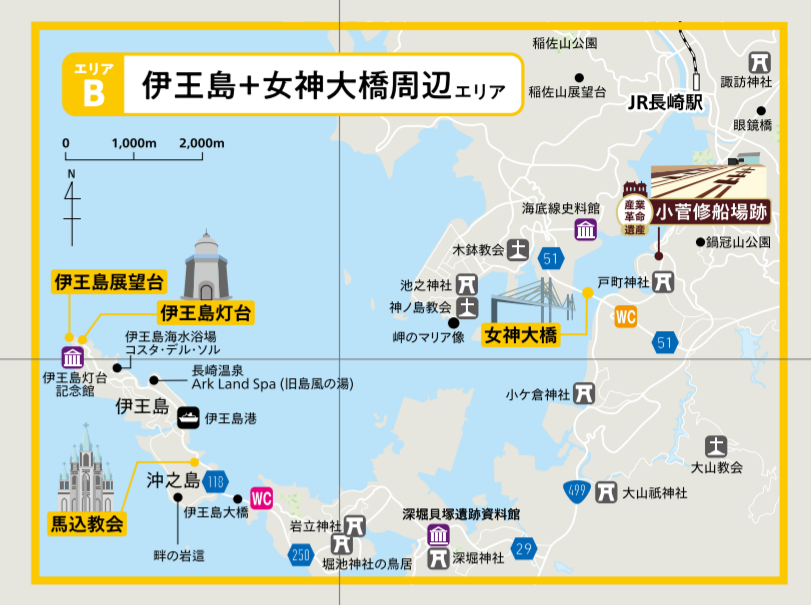 エリア
B
伊王島+女神大橋周辺エリア
0 1,000m 2,000m
N
稲佐山公園
稲佐山展望台
JR長崎駅
諏訪神社
眼鏡橋
産業
革命
遺産
小菅修船場跡
鍋冠山公園
海底線史料館
木鉢教会
51
池之神社
神ノ島教会
岬のマリア像
女神大橋
戸町神社
WC
51
伊王島展望台
伊王島灯台
伊王島海水浴場
コスタ・デル・ソル
伊王島灯台
記念館
長崎温泉
Ark Land Spa (旧島風の湯)
伊王島
伊王島港
小ケ倉神社
大山教会
499
大山祇神社
沖之島
118
伊王島大橋
WC
馬込教会
畔の岩這
岩立神社
250
堀池神社の鳥居
深堀貝塚遺跡資料館
深堀神社
29